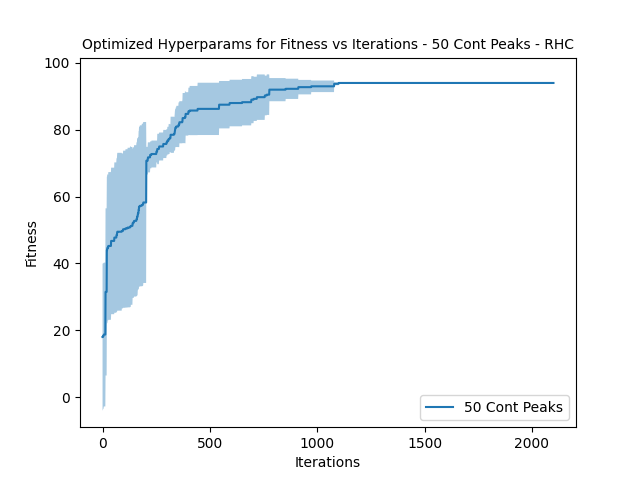 Optimized Hyperparams for Fitness vs Iterations - 50 Cont Peaks - RHC
100
80
60
40
20
0
Fitness
50 Cont Peaks
0 500 1000 1500 2000
Iterations